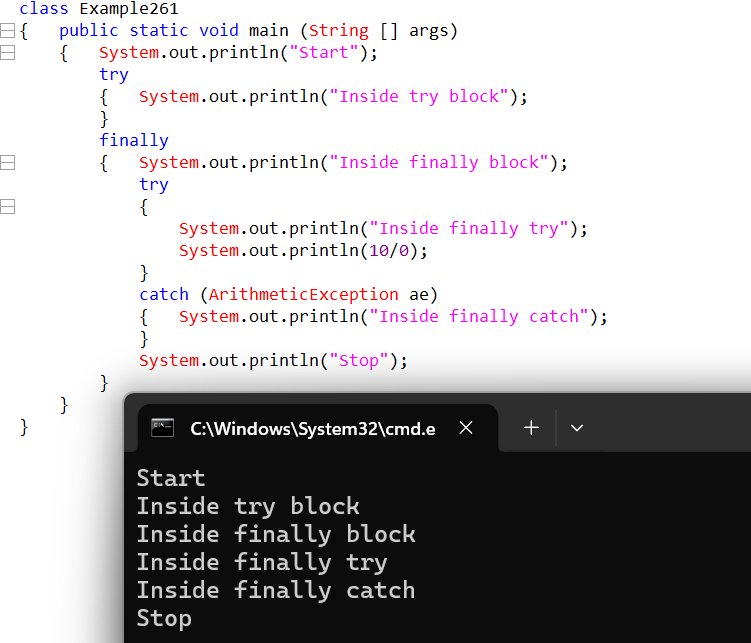 class Example261
{   public static void main (String [] args)
    {   System.out.println("Start");
        try
        {   System.out.println("Inside try block");
        }
        finally
        {   System.out.println("Inside finally block");
            try
            {
                System.out.println("Inside finally try");
                System.out.println(10/0);
            }
            catch (ArithmeticException ae)
            {   System.out.println("Inside finally catch");
            }
            System.out.println("Stop");
        }
    }
}
C:\Windows\System32\cmd.e
Start
Inside try block
Inside finally block
Inside finally try
Inside finally catch
Stop